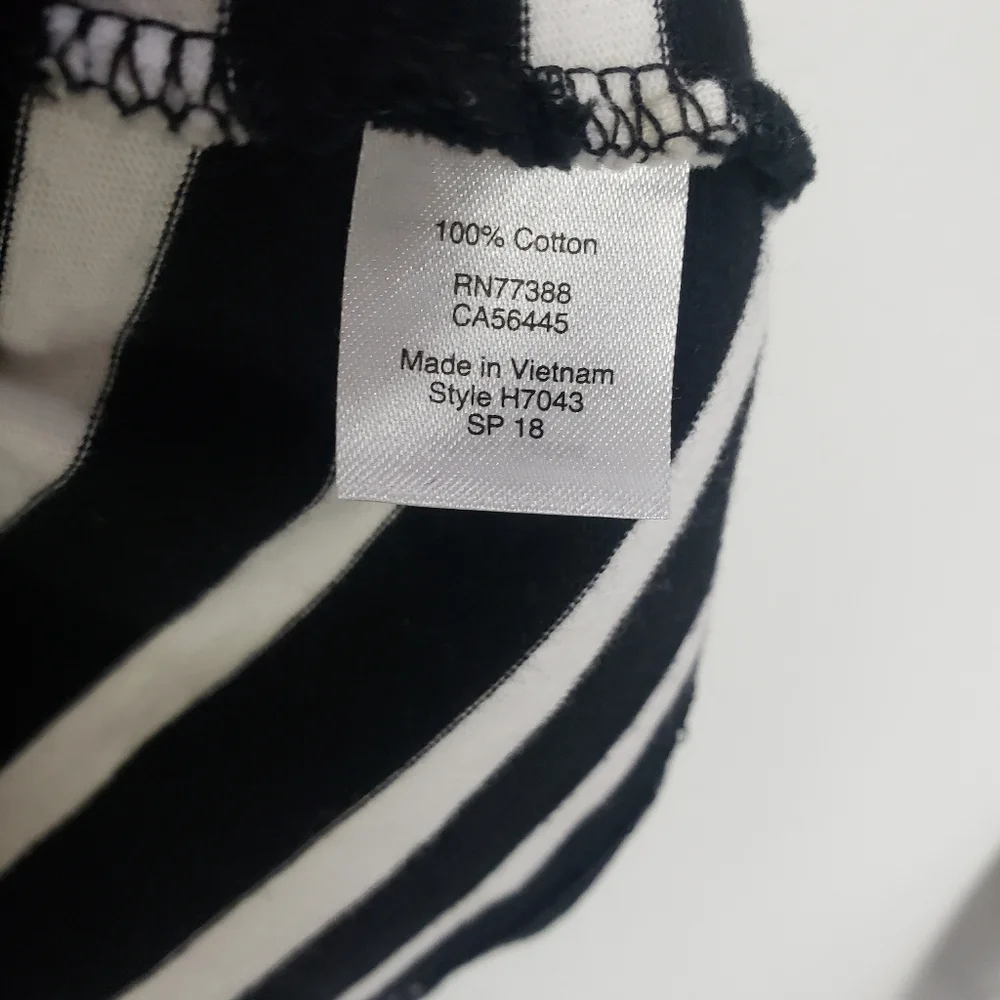 100% Cotton
RN77388
CA56445
Made in Vietnam
Style H7043
SP 18